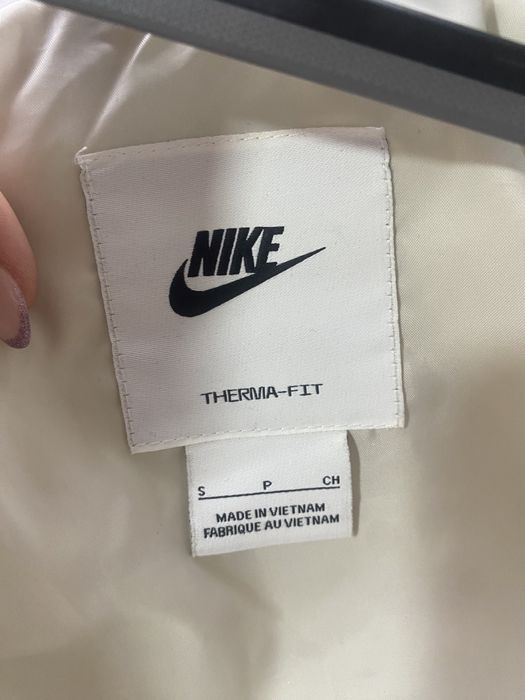 NIKE
THERMA-FIT
S P CH
MADE IN VIETNAM
FABRIQUE AU VIETNAM